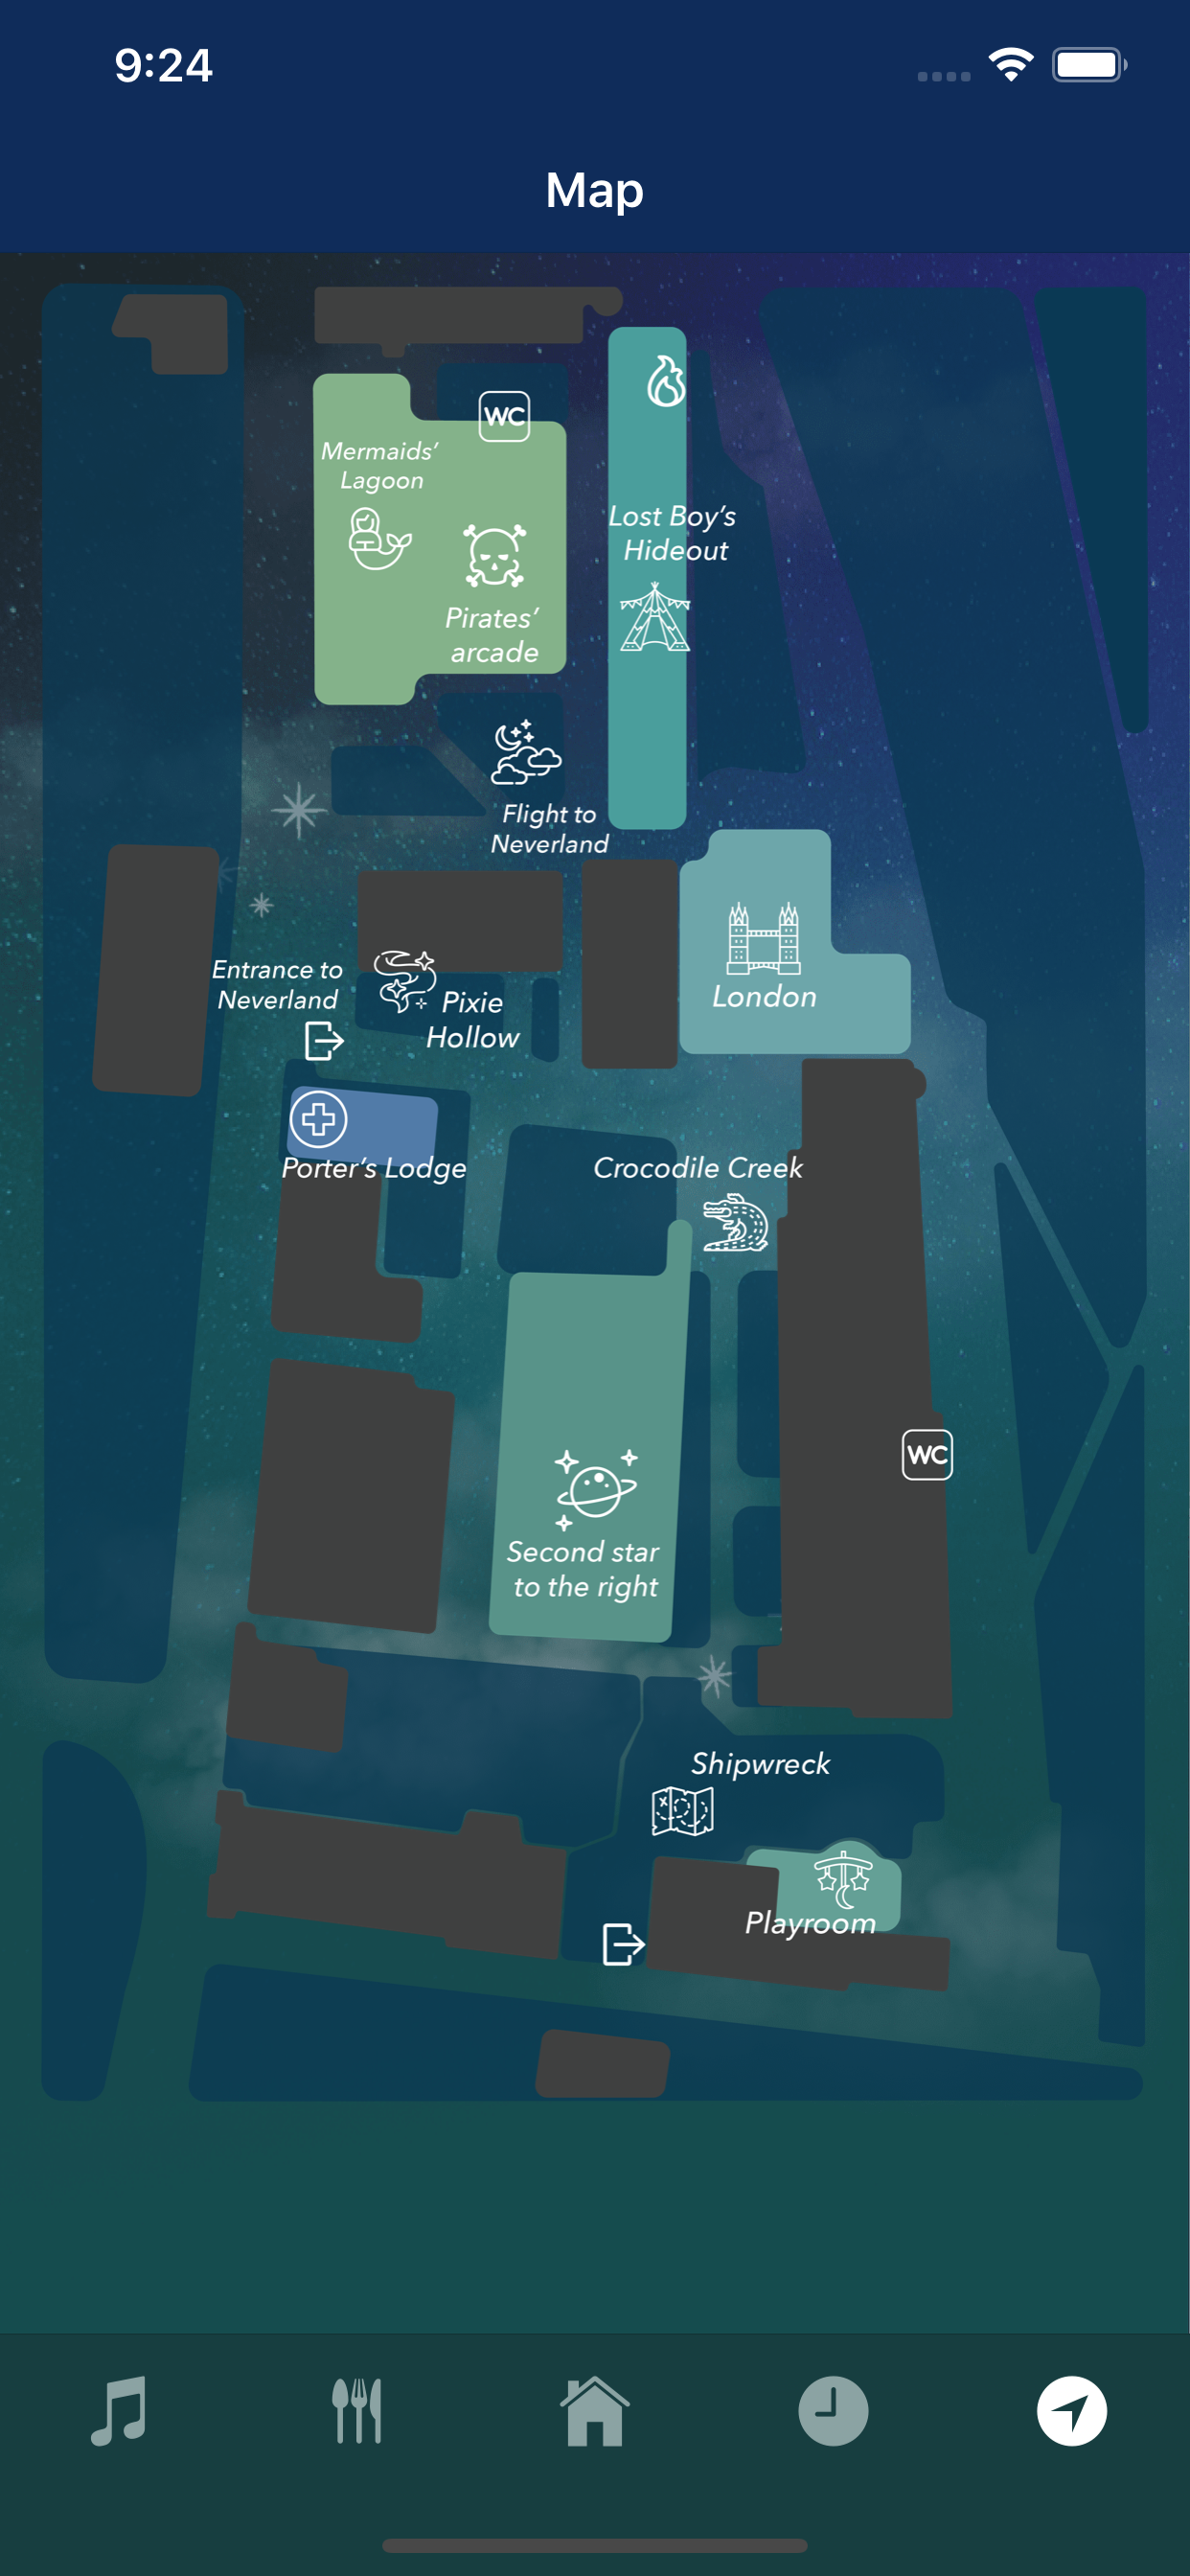 9:24
Map
WC
Mermaids’
Lagoon
Lost Boy’s
Hideout
Pirates’
arcade
Flight to
Neverland
Entrance to
Neverland
Pixie
Hollow
London
Porter’s Lodge
Crocodile Creek
WC
Second star
to the right
Shipwreck
Playroom